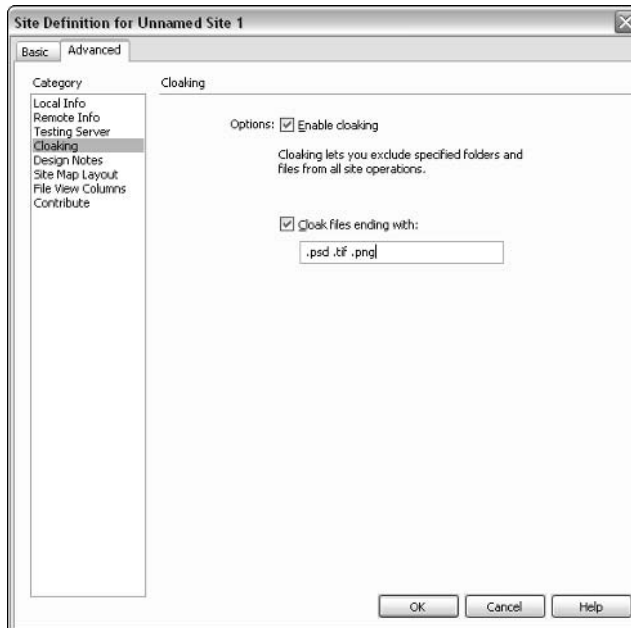 Site Definition for Unnamed Site 1
Basic
Advanced
Category
Cloaking
Local Info
Remote Info
Testing Server
Cloaking
Design Notes
Site Map Layout
File View Columns
Contribute
Options: Enable cloaking
Cloaking lets you exclude specified folders and
files from all site operations.
Cloak files ending with:
.psd .tif .png
OK
Cancel
Help